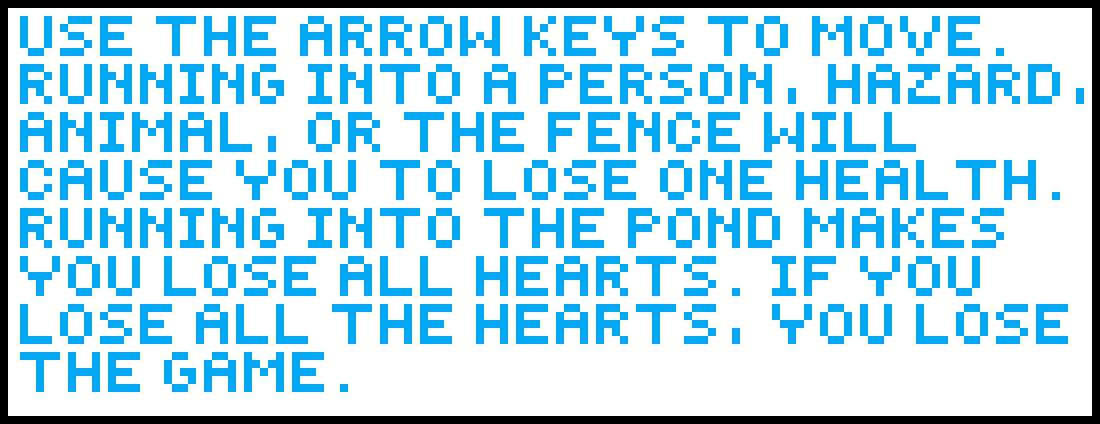 USE THE ARROW KEYS TO MOVE.
RUNNING INTO A PERSON, HAZARD,
ANIMAL, OR THE FENCE WILL
CAUSE YOU TO LOSE ONE HEALTH.
RUNNING INTO THE POND MAKES
YOU LOSE ALL HEARTS. IF YOU
LOSE ALL THE HEARTS, YOU LOSE
THE GAME.